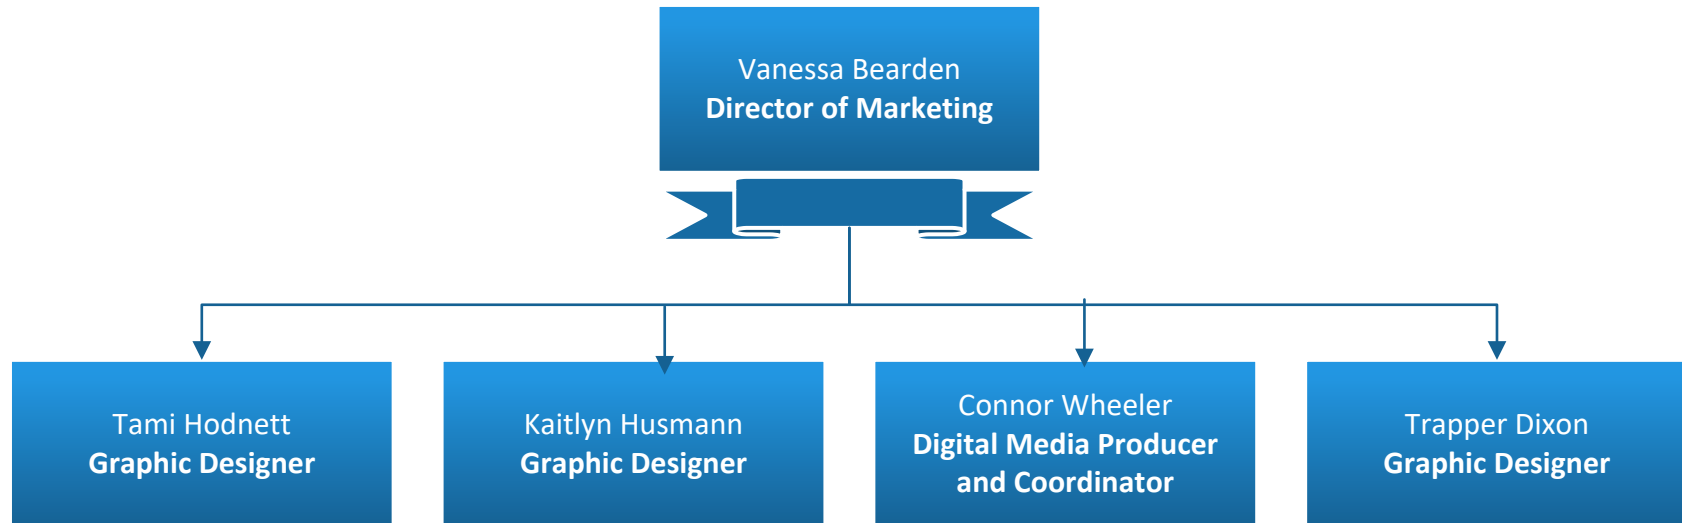 Vanessa Bearden
Director of Marketing
Tami Hodnett
Graphic Designer
Kaitlyn Husmann
Graphic Designer
Connor Wheeler
Digital Media Producer
and Coordinator
Trapper Dixon
Graphic Designer